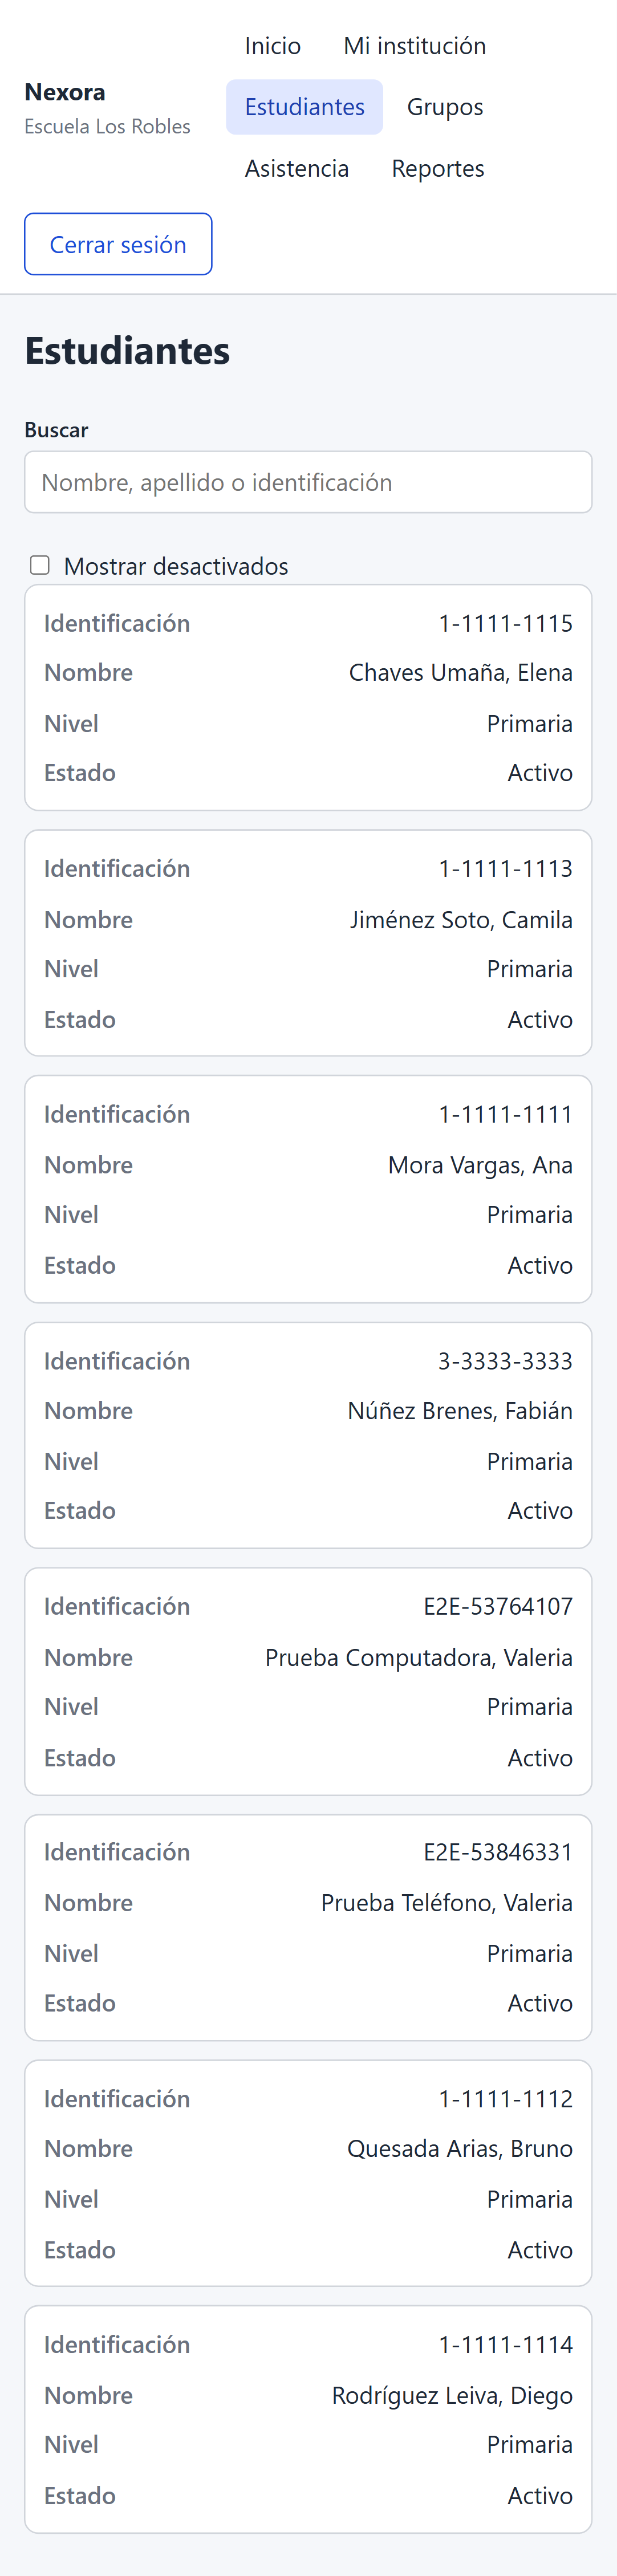 Inicio Mi institución
Nexora
Escuela Los Robles
Estudiantes Grupos
Asistencia Reportes
Cerrar sesión
Estudiantes
Buscar
Nombre, apellido o identificación
Mostrar desactivados
Identificación 1-1111-1115
Nombre Chaves Umaña, Elena
Nivel Primaria
Estado Activo
Identificación 1-1111-1113
Nombre Jiménez Soto, Camila
Nivel Primaria
Estado Activo
Identificación 1-1111-1111
Nombre Mora Vargas, Ana
Nivel Primaria
Estado Activo
Identificación 3-3333-3333
Nombre Núñez Brenes, Fabián
Nivel Primaria
Estado Activo
Identificación E2E-53764107
Nombre Prueba Computadora, Valeria
Nivel Primaria
Estado Activo
Identificación E2E-53846331
Nombre Prueba Teléfono, Valeria
Nivel Primaria
Estado Activo
Identificación 1-1111-1112
Nombre Quesada Arias, Bruno
Nivel Primaria
Estado Activo
Identificación 1-1111-1114
Nombre Rodríguez Leiva, Diego
Nivel Primaria
Estado Activo